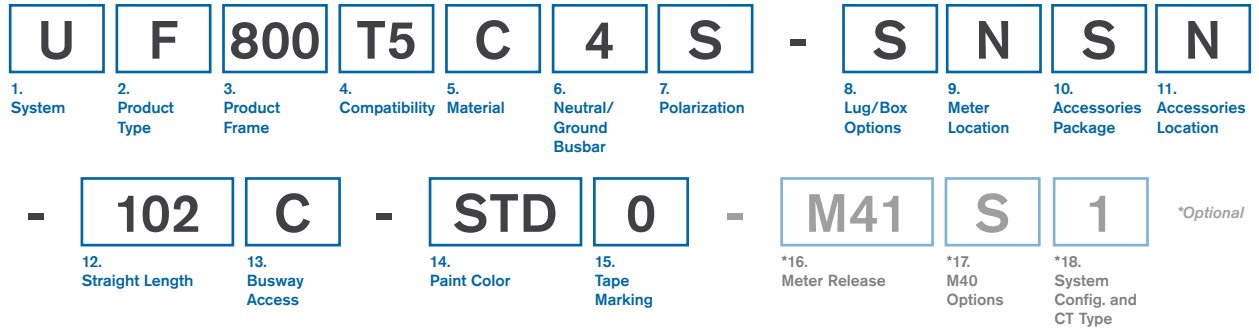 U F 800 T5 C 4 S - S N S N
1. 2. 3. 4. 5. 6. 7. 8. 9. 10. 11.
System Product Product Compatibility Material Neutral/ Polarization Lug/Box Meter Accessories Accessories
Type Frame Ground Options Location Package Location
Busbar
- 102 C - STD 0 - M41 S 1 *Optional
12. 13. 14. 15. *16. *17. *18.
Straight Length Busway Paint Color Tape Meter Release M40 System
Access Marking Options Config. and
CT Type